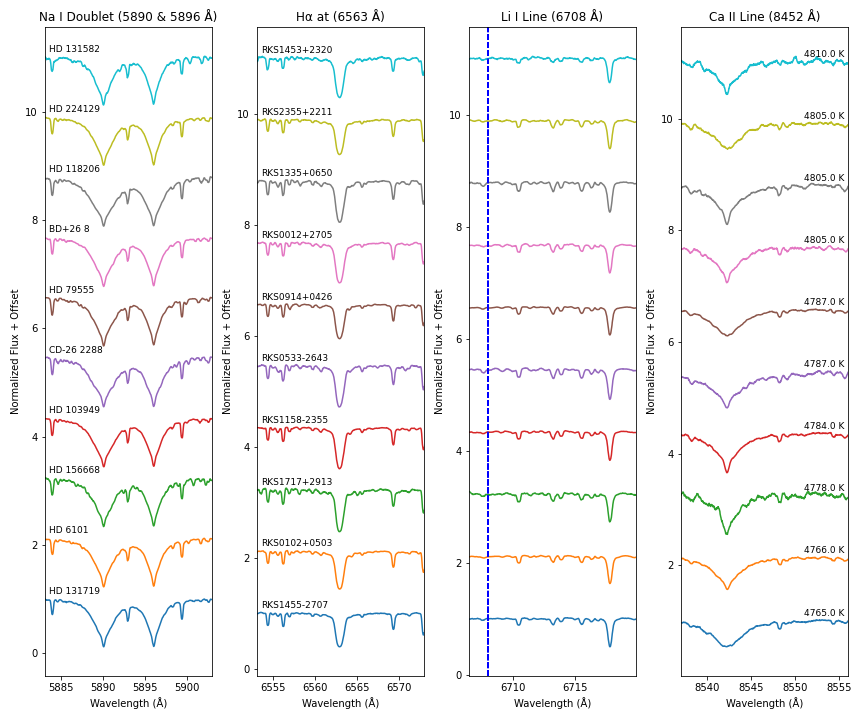 Na I Doublet (5890 & 5896 Å)
Hα at (6563 Å)
Li I Line (6708 Å)
Ca II Line (8452 Å)
HD 131582
HD 224129
HD 118206
BD+26 8
HD 79555
CD-26 2288
HD 103949
HD 156668
HD 6101
HD 131719
10
8
6
4
2
0
Normalized Flux + Offset
5885 5890 5895 5900
Wavelength (Å)
RKS1453+2320
RKS2355+2211
RKS1335+0650
RKS0012+2705
RKS0914+0426
RKS0533-2643
RKS1158-2355
RKS1717+2913
RKS0102+0503
RKS1455-2707
10
8
6
4
2
0
Normalized Flux + Offset
6555 6560 6565 6570
Wavelength (Å)
10
8
6
4
2
0
Normalized Flux + Offset
6710 6715
Wavelength (Å)
4810.0 K
4805.0 K
4805.0 K
4805.0 K
4787.0 K
4787.0 K
4784.0 K
4778.0 K
4766.0 K
4765.0 K
10
8
6
4
2
Normalized Flux + Offset
8540 8545 8550 8555
Wavelength (Å)